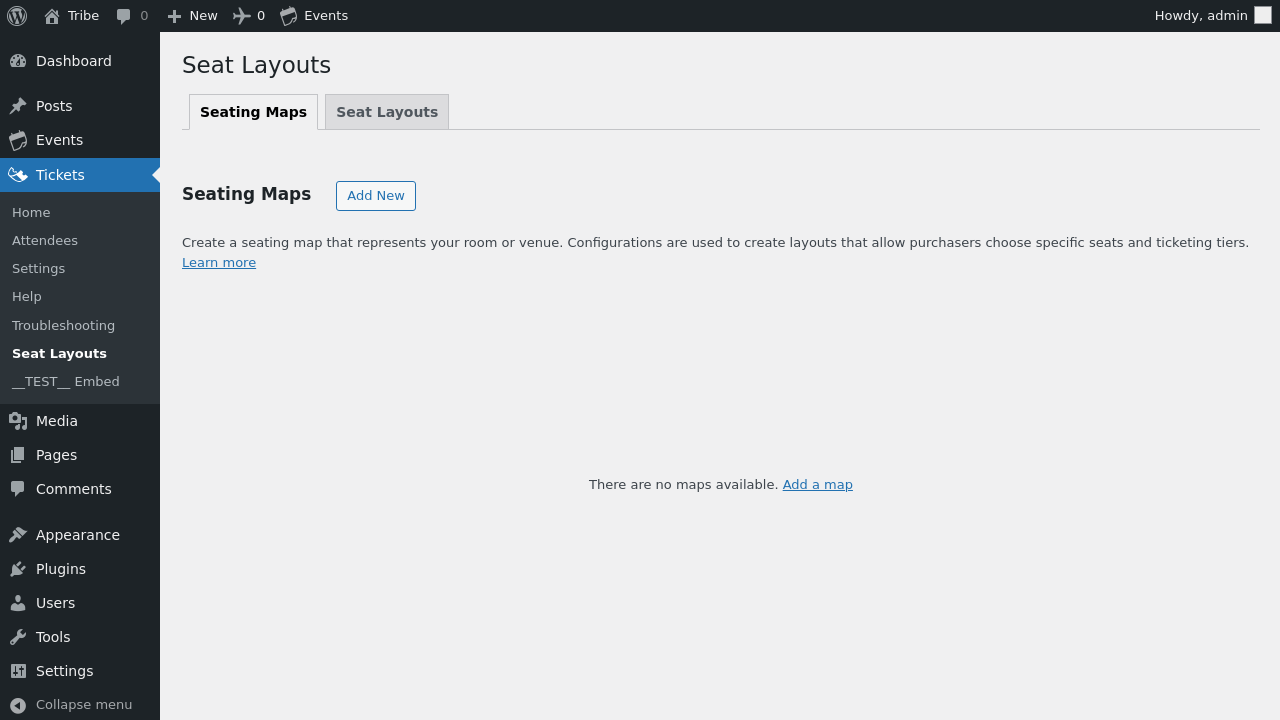 Tribe 0 New 0 Events Howdy, admin
Dashboard
Posts
Events
Tickets
Home
Attendees
Settings
Help
Troubleshooting
Seat Layouts
__TEST__ Embed
Media
Pages
Comments
Appearance
Plugins
Users
Tools
Settings
Collapse menu
Seat Layouts
Seating Maps Seat Layouts
Seating Maps Add New
Create a seating map that represents your room or venue. Configurations are used to create layouts that allow purchasers choose specific seats and ticketing tiers.
Learn more
There are no maps available. Add a map